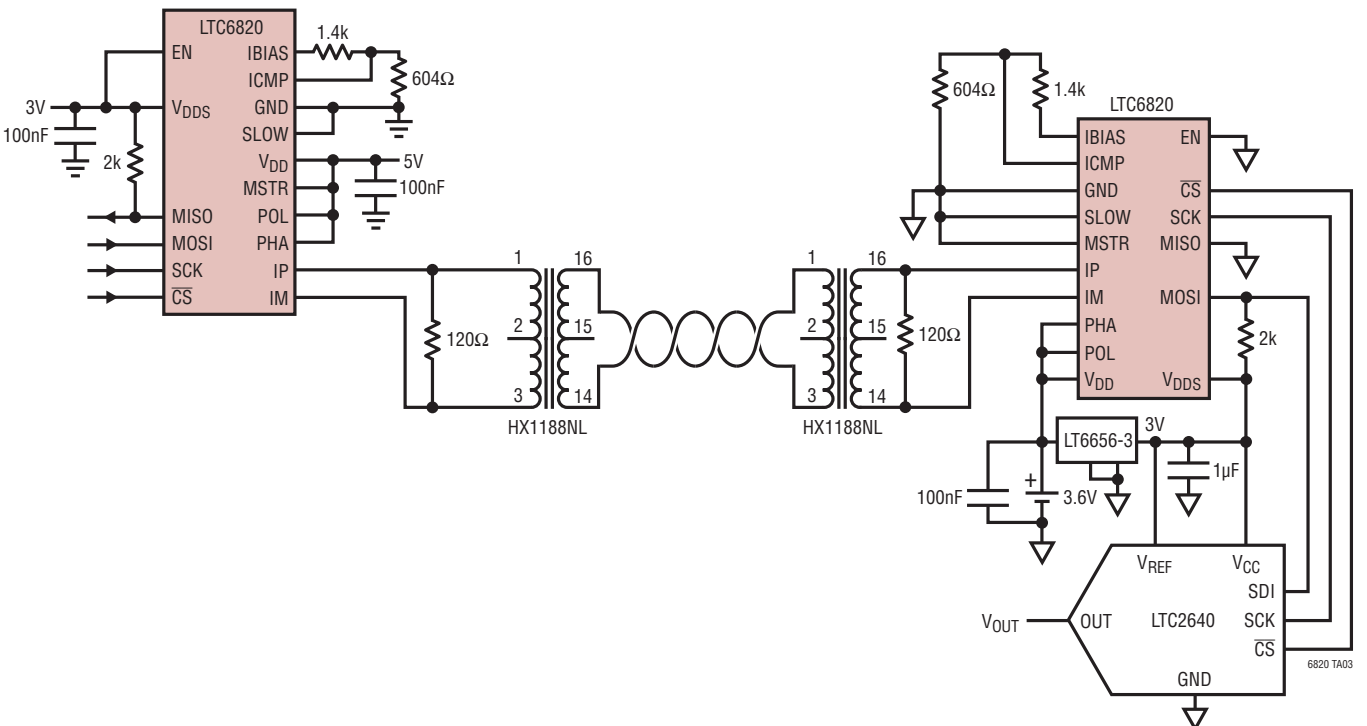 LTC6820
EN
IBIAS
ICMP
GND
SLOW
VDDS
VDD
MSTR
POL
PHA
MISO
MOSI
SCK
CS
IP
IM
1.4k
604Ω
3V
100nF
2k
5V
100nF
120Ω
1
2
3
16
15
14
HX1188NL
1
2
3
16
15
14
HX1188NL
120Ω
604Ω
1.4k
LTC6820
IBIAS
ICMP
GND
SLOW
MSTR
IP
IM
PHA
POL
VDD
EN
CS
SCK
MISO
MOSI
VDDS
2k
LT6656-3
3V
1µF
100nF
+
3.6V
VREF
VCC
SDI
VOUT
OUT
LTC2640
SCK
CS
GND
6820 TA03